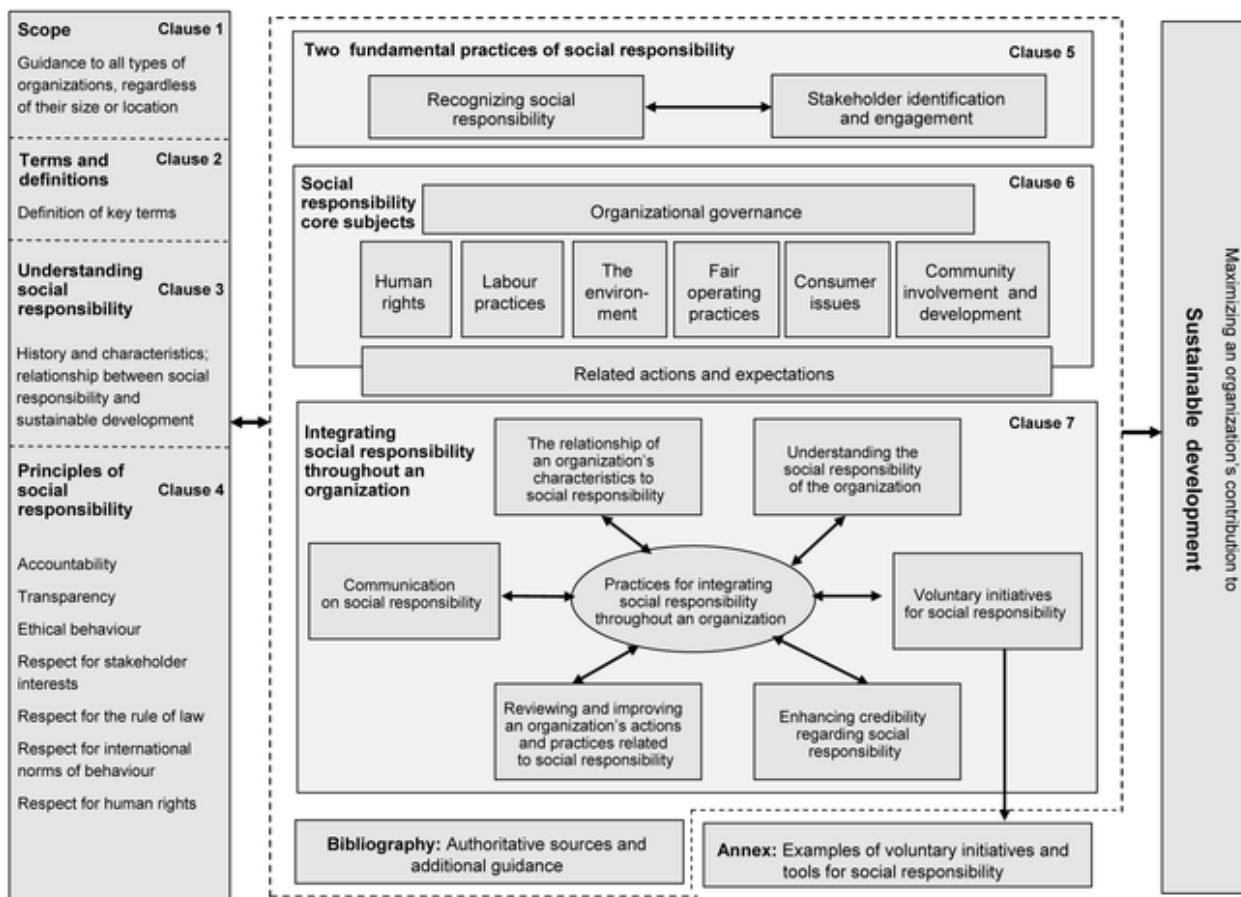 Scope Clause 1
Guidance to all types of
organizations, regardless
of their size or location
Terms and Clause 2
definitions
Definition of key terms
Understanding
social Clause 3
responsibility
History and characteristics;
relationship between social
responsibility and
sustainable development
Principles of
social Clause 4
responsibility
Accountability
Transparency
Ethical behaviour
Respect for stakeholder
interests
Respect for the rule of law
Respect for international
norms of behaviour
Respect for human rights
Two fundamental practices of social responsibility Clause 5
Recognizing social
responsibility
Stakeholder identification
and engagement
Social
responsibility
core subjects
Clause 6
Organizational governance
Human
rights
Labour
practices
The
environ-
ment
Fair
operating
practices
Consumer
issues
Community
involvement and
development
Related actions and expectations
Integrating
social responsibility
throughout an
organization
Clause 7
The relationship of
an organization's
characteristics to
social responsibility
Understanding the
social responsibility
of the organization
Communication
on social responsibility
Practices for integrating
social responsibility
throughout an organization
Voluntary initiatives
for social responsibility
Reviewing and improving
an organization's actions
and practices related
to social responsibility
Enhancing credibility
regarding social
responsibility
Bibliography: Authoritative sources and
additional guidance
Annex: Examples of voluntary initiatives and
tools for social responsibility
Maximizing an organization's contribution to
Sustainable development